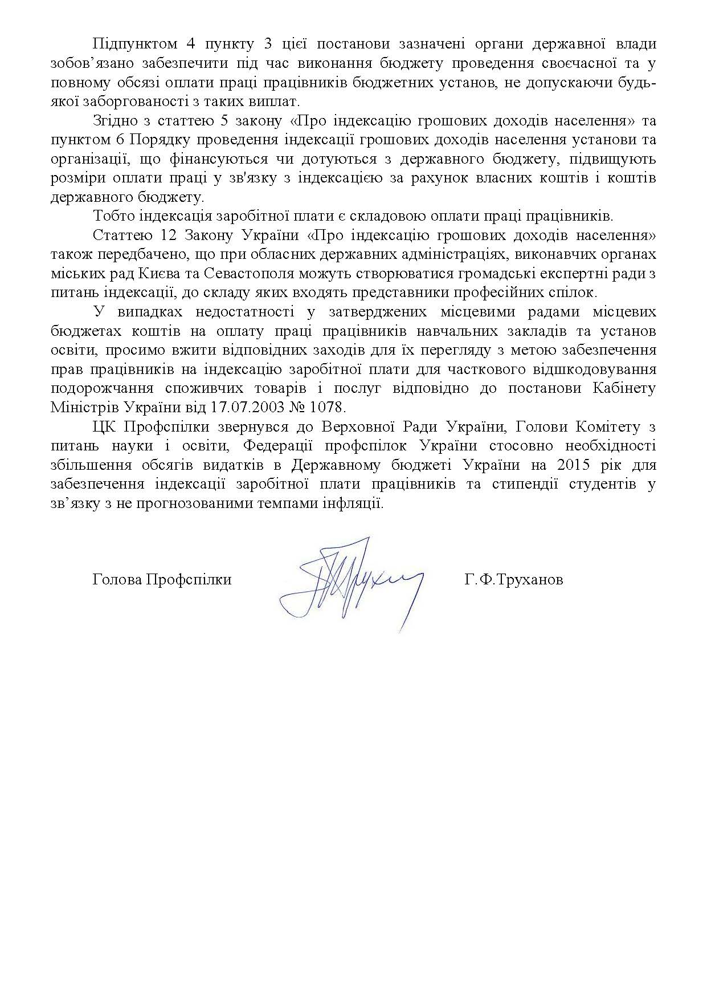 Підпунктом 4 пункту 3 цієї постанови зазначені органи державної влади
зобов’язано забезпечити під час виконання бюджету проведення своєчасної та у
повному обсязі оплати праці працівників бюджетних установ, не допускаючи будь-
якої заборгованості з таких виплат.
Згідно з статтею 5 закону «Про індексацію грошових доходів населення» та
пунктом 6 Порядку проведення індексації грошових доходів населення установи та
організації, що фінансуються чи дотуються з державного бюджету, підвищують
розміри оплати праці у зв'язку з індексацією за рахунок власних коштів і коштів
державного бюджету.
Тобто індексація заробітної плати є складовою оплати праці працівників.
Статтею 12 Закону України «Про індексацію грошових доходів населення»
також передбачено, що при обласних державних адміністраціях, виконавчих органах
міських рад Києва та Севастополя можуть створюватися громадські експертні ради з
питань індексації, до складу яких входять представники професійних спілок.
У випадках недостатності у затверджених місцевими радами місцевих
бюджетах коштів на оплату праці працівників навчальних закладів та установ
освіти, просимо вжити відповідних заходів для їх перегляду з метою забезпечення
прав працівників на індексацію заробітної плати для часткового відшкодовування
подорожчання споживчих товарів і послуг відповідно до постанови Кабінету
Міністрів України від 17.07.2003 № 1078.
ЦК Профспілки звернувся до Верховної Ради України, Голови Комітету з
питань науки і освіти, Федерації профспілок України стосовно необхідності
збільшення обсягів видатків в Державному бюджеті України на 2015 рік для
забезпечення індексації заробітної плати працівників та стипендії студентів у
зв’язку з не прогнозованими темпами інфляції.
Голова Профспілки Г.Ф.Труханов